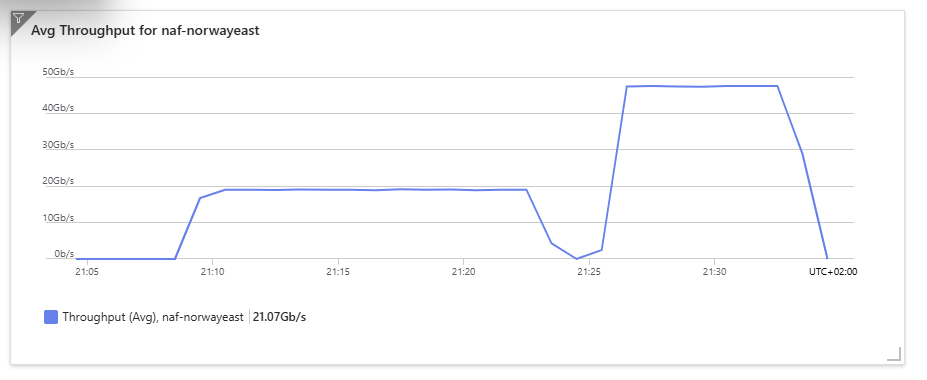 Avg Throughput for naf-norwayeast
50Gb/s
40Gb/s
30Gb/s
20Gb/s
10Gb/s
0b/s
21:05 21:10 21:15 21:20 21:25 21:30 UTC+02:00
Throughput (Avg), naf-norwayeast 21.07Gb/s